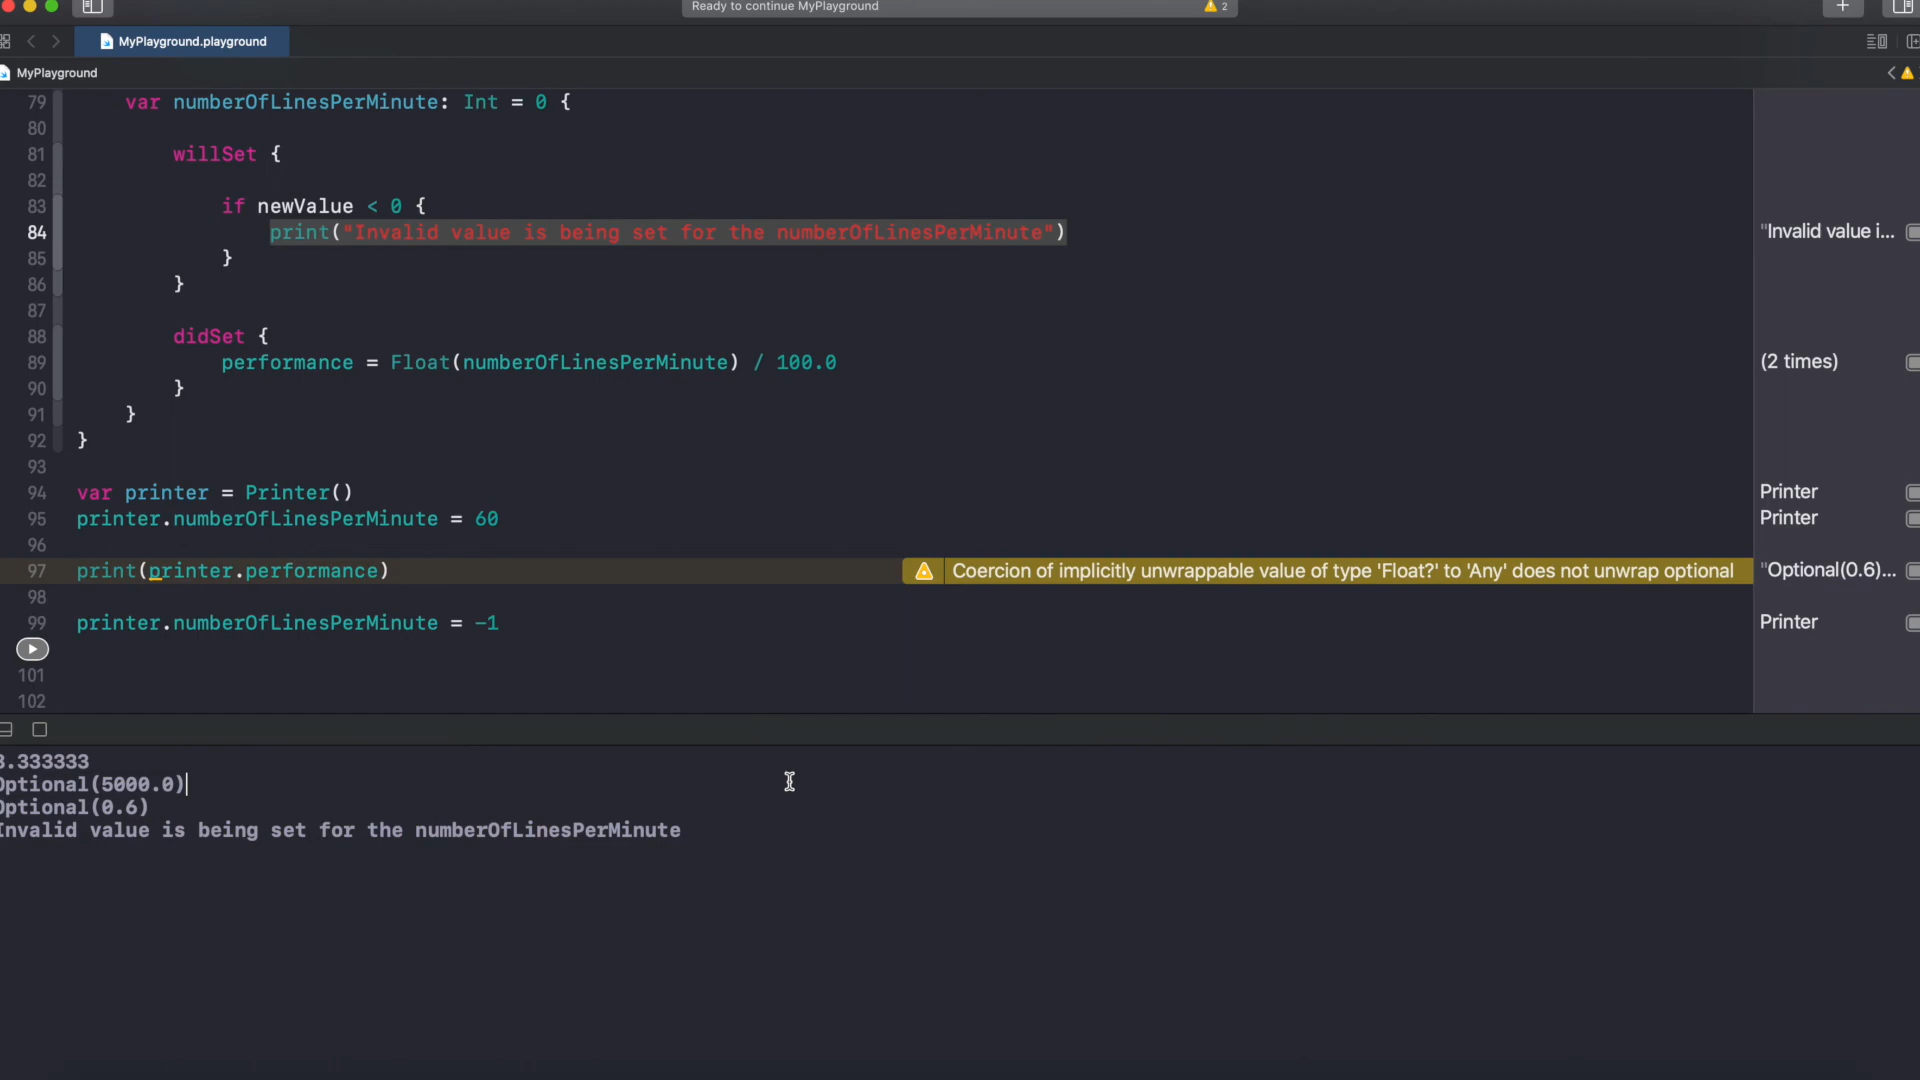 Ready to continue MyPlayground
2
MyPlayground.playground
MyPlayground
79 var numberOfLinesPerMinute: Int = 0 {
80
81 willSet {
82
83 if newValue < 0 {
84 print("Invalid value is being set for the numberOfLinesPerMinute")
"Invalid value i...
85 }
86 }
87
88 didSet {
89 performance = Float(numberOfLinesPerMinute) / 100.0
(2 times)
90 }
91 }
92 }
93
94 var printer = Printer()
Printer
95 printer.numberOfLinesPerMinute = 60
Printer
96
97 print(printer.performance)
Coercion of implicitly unwrappable value of type 'Float?' to 'Any' does not unwrap optional
"Optional(0.6)...
98
99 printer.numberOfLinesPerMinute = -1
Printer
101
102
3.333333
Optional(5000.0)
Optional(0.6)
Invalid value is being set for the numberOfLinesPerMinute